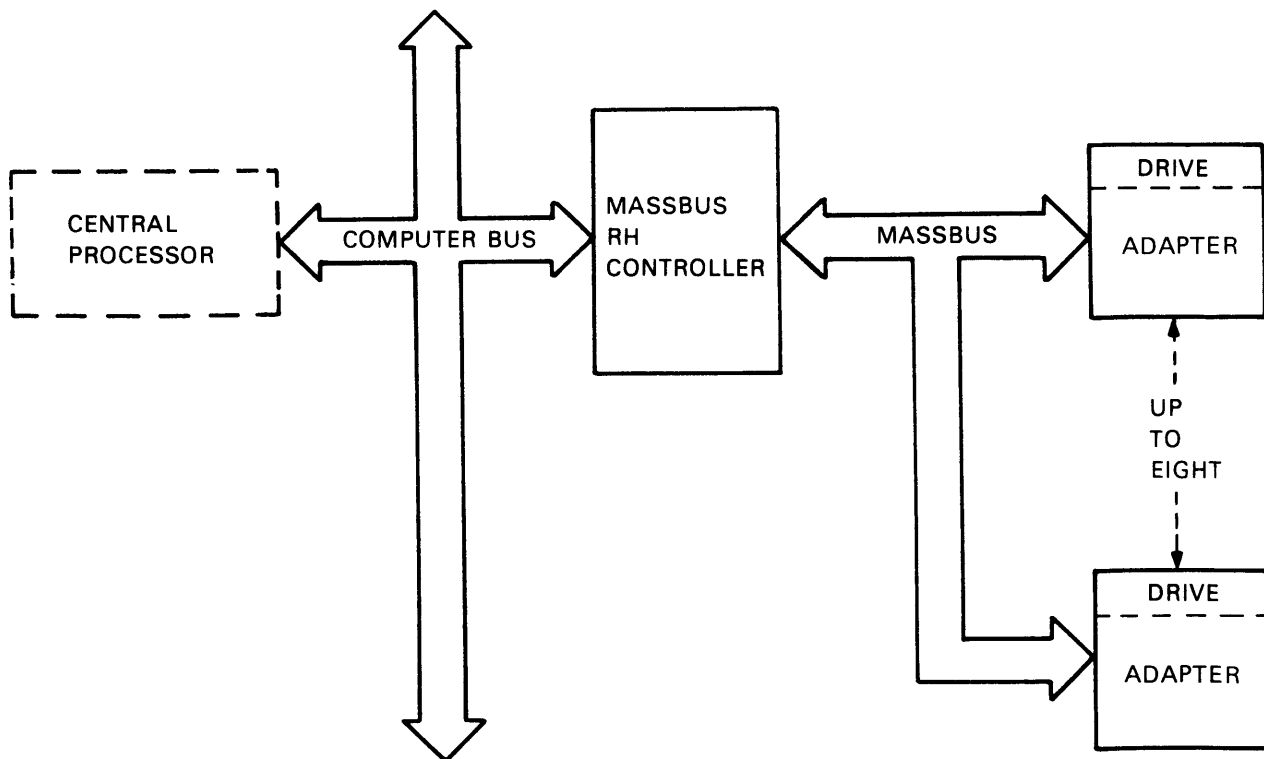 CENTRAL
PROCESSOR
COMPUTER BUS
MASSBUS
RH
CONTROLLER
MASSBUS
DRIVE
ADAPTER
UP
TO
EIGHT
DRIVE
ADAPTER